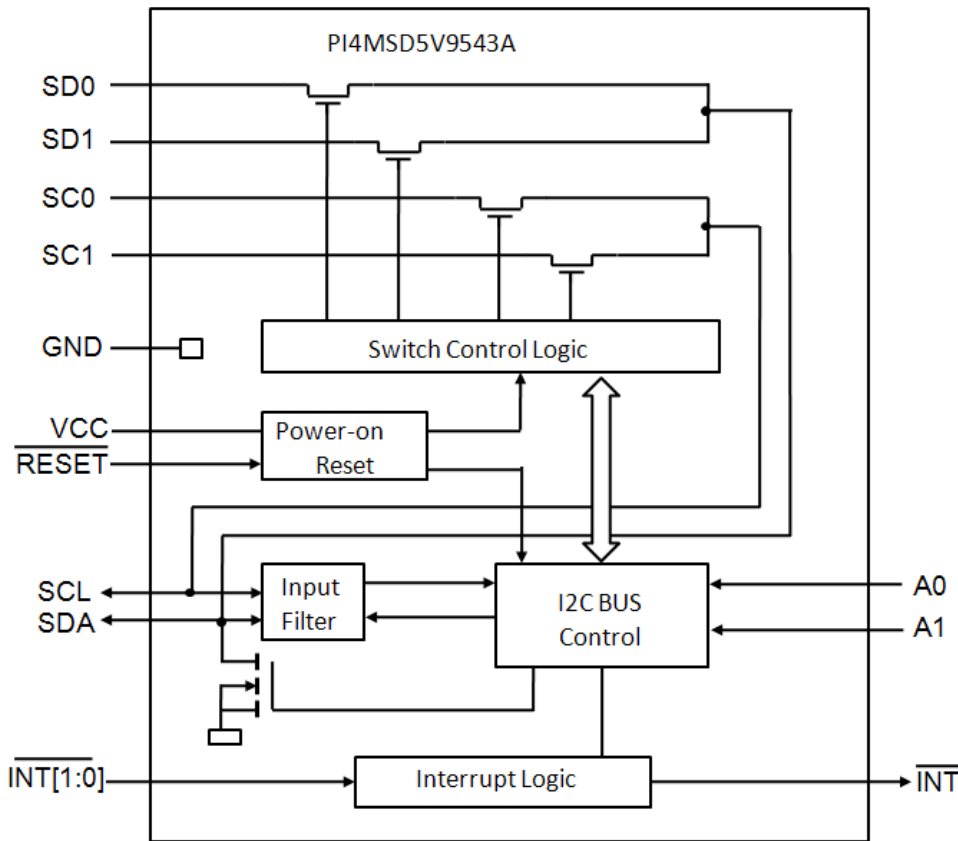 PI4MSD5V9543A
SD0
SD1
SC0
SC1
GND
Switch Control Logic
VCC
RESET
Power-on
Reset
SCL
SDA
Input
Filter
I2C BUS
Control
A0
A1
INT[1:0]
Interrupt Logic
INT